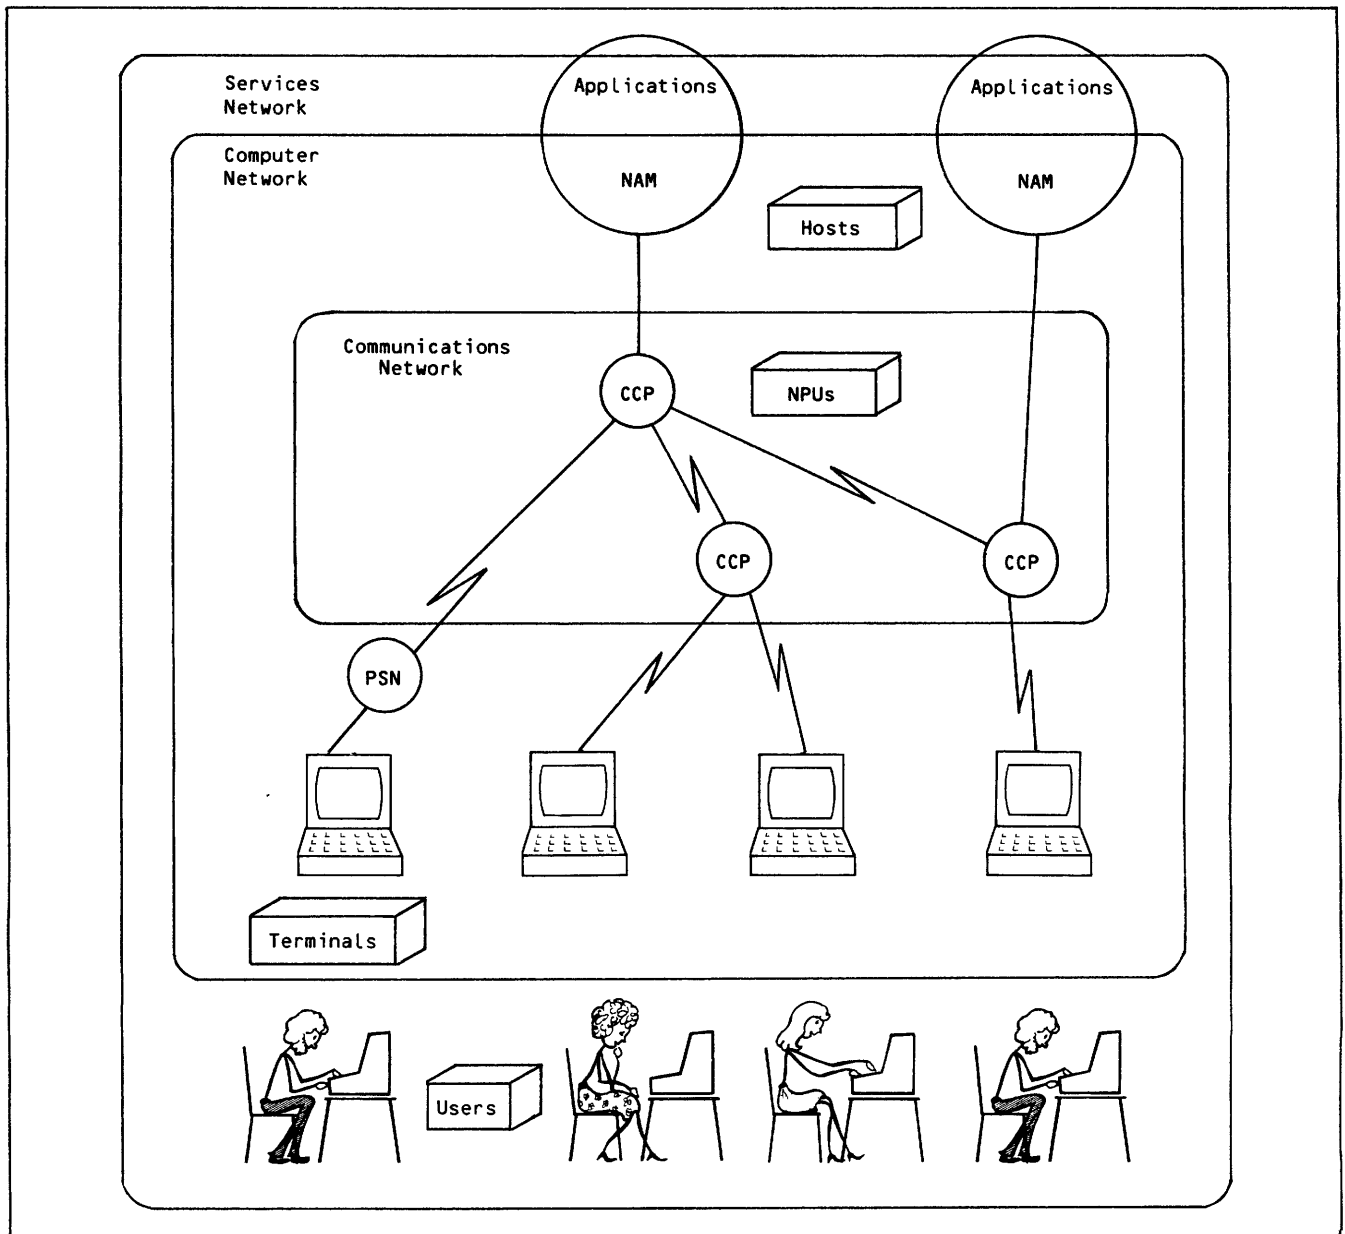 Services
Network
Applications
Applications
Computer
Network
NAM
NAM
Hosts
Communications
Network
CCP
NPUs
CCP
CCP
PSN
Terminals
Users